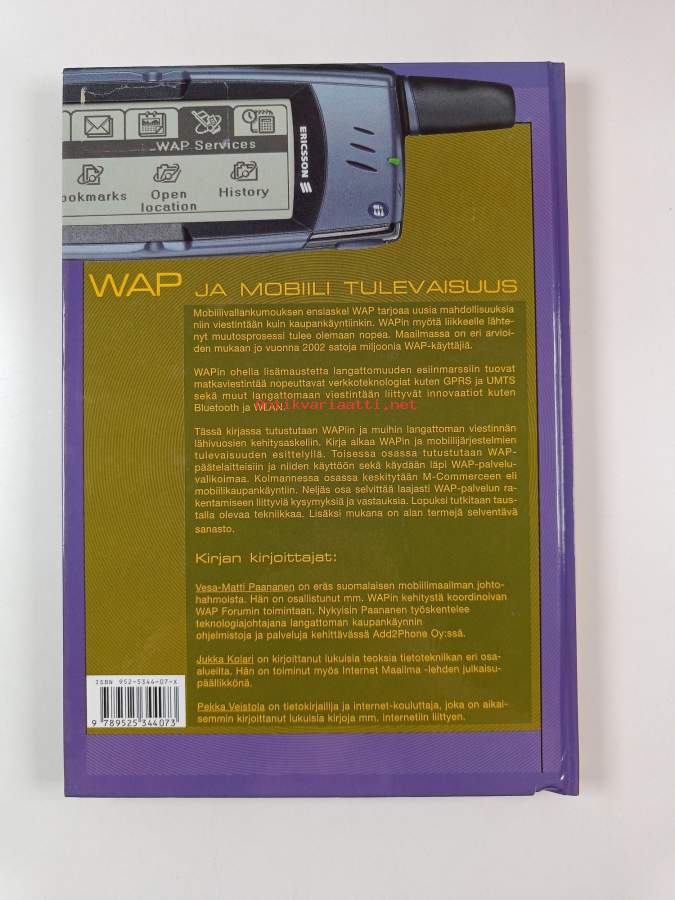 WAP Services
ERICSSON
ookmarks
Open
location
History
WAP JA MOBIILI TULEVAISUUS
Mobiilivallankumouksen ensiaskel WAP tarjoaa uusia mahdollisuuksia
niin viestintään kuin kaupankäyntiinkin. WAPin myötä liikkeelle lähte-
nyt muutosprosessi tulee olemaan nopea. Maailmassa on eri arvioi-
den mukaan jo vuonna 2002 satoja miljoonia WAP-käyttäjiä.
WAPin ohella lisämaustetta langattomuuden esiinmarssiin tuovat
matkaviestintää nopeuttavat verkkoteknologiat kuten GPRS ja UMTS
sekä muut langattomaan viestintään liittyvät innovaatiot kuten
Bluetooth ja WLAN.
Antikvariaatti.net
Tässä kirjassa tutustutaan WAPiin ja muihin langattoman viestinnän
lähivuosien kehitysaskeliin. Kirja alkaa WAPin ja mobiilijärjestelmien
tulevaisuuden esittelyllä. Toisessa osassa tutustutaan WAP-
päätelaitteisiin ja niiden käyttöön sekä käydään läpi WAP-palvelu-
valikoimaa. Kolmannessa osassa keskitytään M-Commerceen eli
mobiilikaupankäyntiin. Neljäs osa selvittää laajasti WAP-palvelun ra-
kentamiseen liittyviä kysymyksiä ja vastauksia. Lopuksi tutkitaan taus-
talla olevaa tekniikkaa. Lisäksi mukana on alan termejä selventävä
sanasto.
Kirjan kirjoittajat:
Vesa-Matti Paananen on eräs suomalaisen mobiilimaailman johto-
hahmoista. Hän on osallistunut mm. WAPin kehitystä koordinoivan
WAP Forumin toimintaan. Nykyisin Paananen työskentelee
teknologiajohtajana langattoman kaupankäynnin
ohjelmistoja ja palveluja kehittävässä Add2Phone Oy:ssä.
Jukka Kolari on kirjoittanut lukuisia teoksia tietotekniikan eri osa-
alueilta. Hän on toiminut myös Internet Maailma -lehden julkaisu-
päällikkönä.
Pekka Veistola on tietokirjailija ja internet-kouluttaja, joka on aikai-
semmin kirjoittanut lukuisia kirjoja mm. internetiin liittyen.
ISBN 952-5344-07-X
9 789525 344073